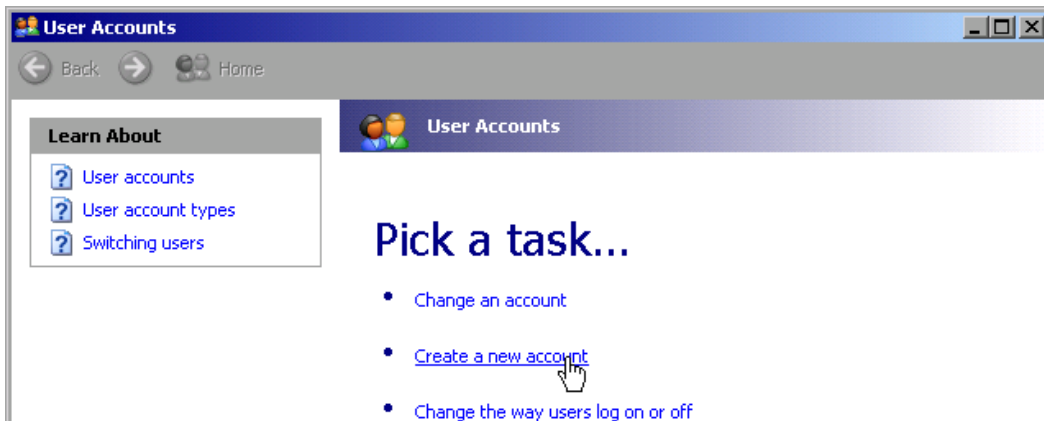 User Accounts
Back Home
Learn About
User accounts
User account types
Switching users
User Accounts
Pick a task...
Change an account
Create a new account
Change the way users log on or off